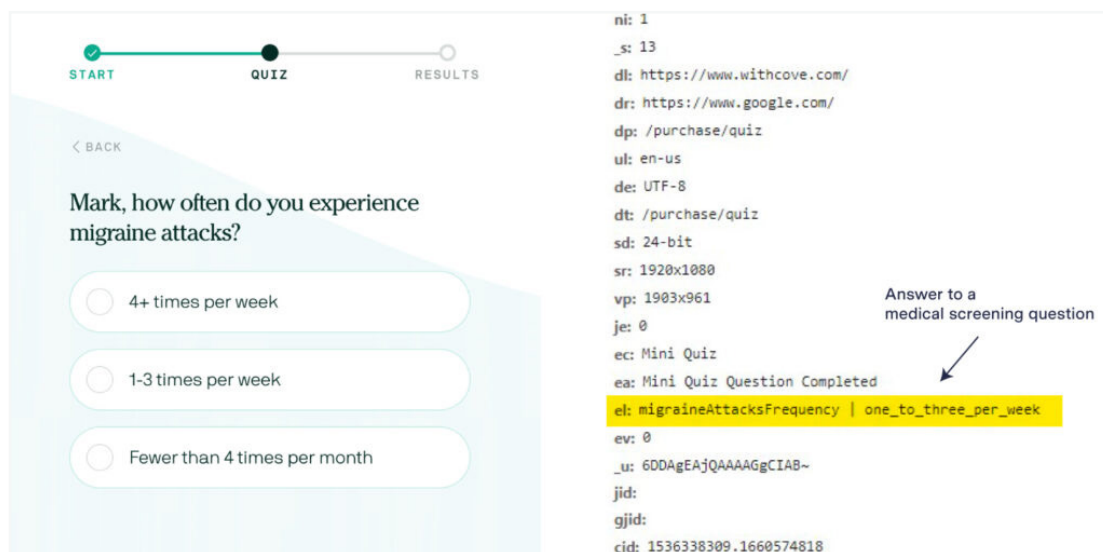 START QUIZ RESULTS
< BACK
Mark, how often do you experience
migraine attacks?
4+ times per week
1-3 times per week
Fewer than 4 times per month
ni: 1
_s: 13
dl: https://www.withcove.com/
dr: https://www.google.com/
dp: /purchase/quiz
ul: en-us
de: UTF-8
dt: /purchase/quiz
sd: 24-bit
sr: 1920x1080
vp: 1903x961
je: 0
ec: Mini Quiz
ea: Mini Quiz Question Completed
el: migraineAttacksFrequency | one_to_three_per_week
ev: 0
_u: 6DDAgEAjQAAAAGgCIAB~
jid:
gjid:
cid: 1536338309.1660574818
Answer to a
medical screening question